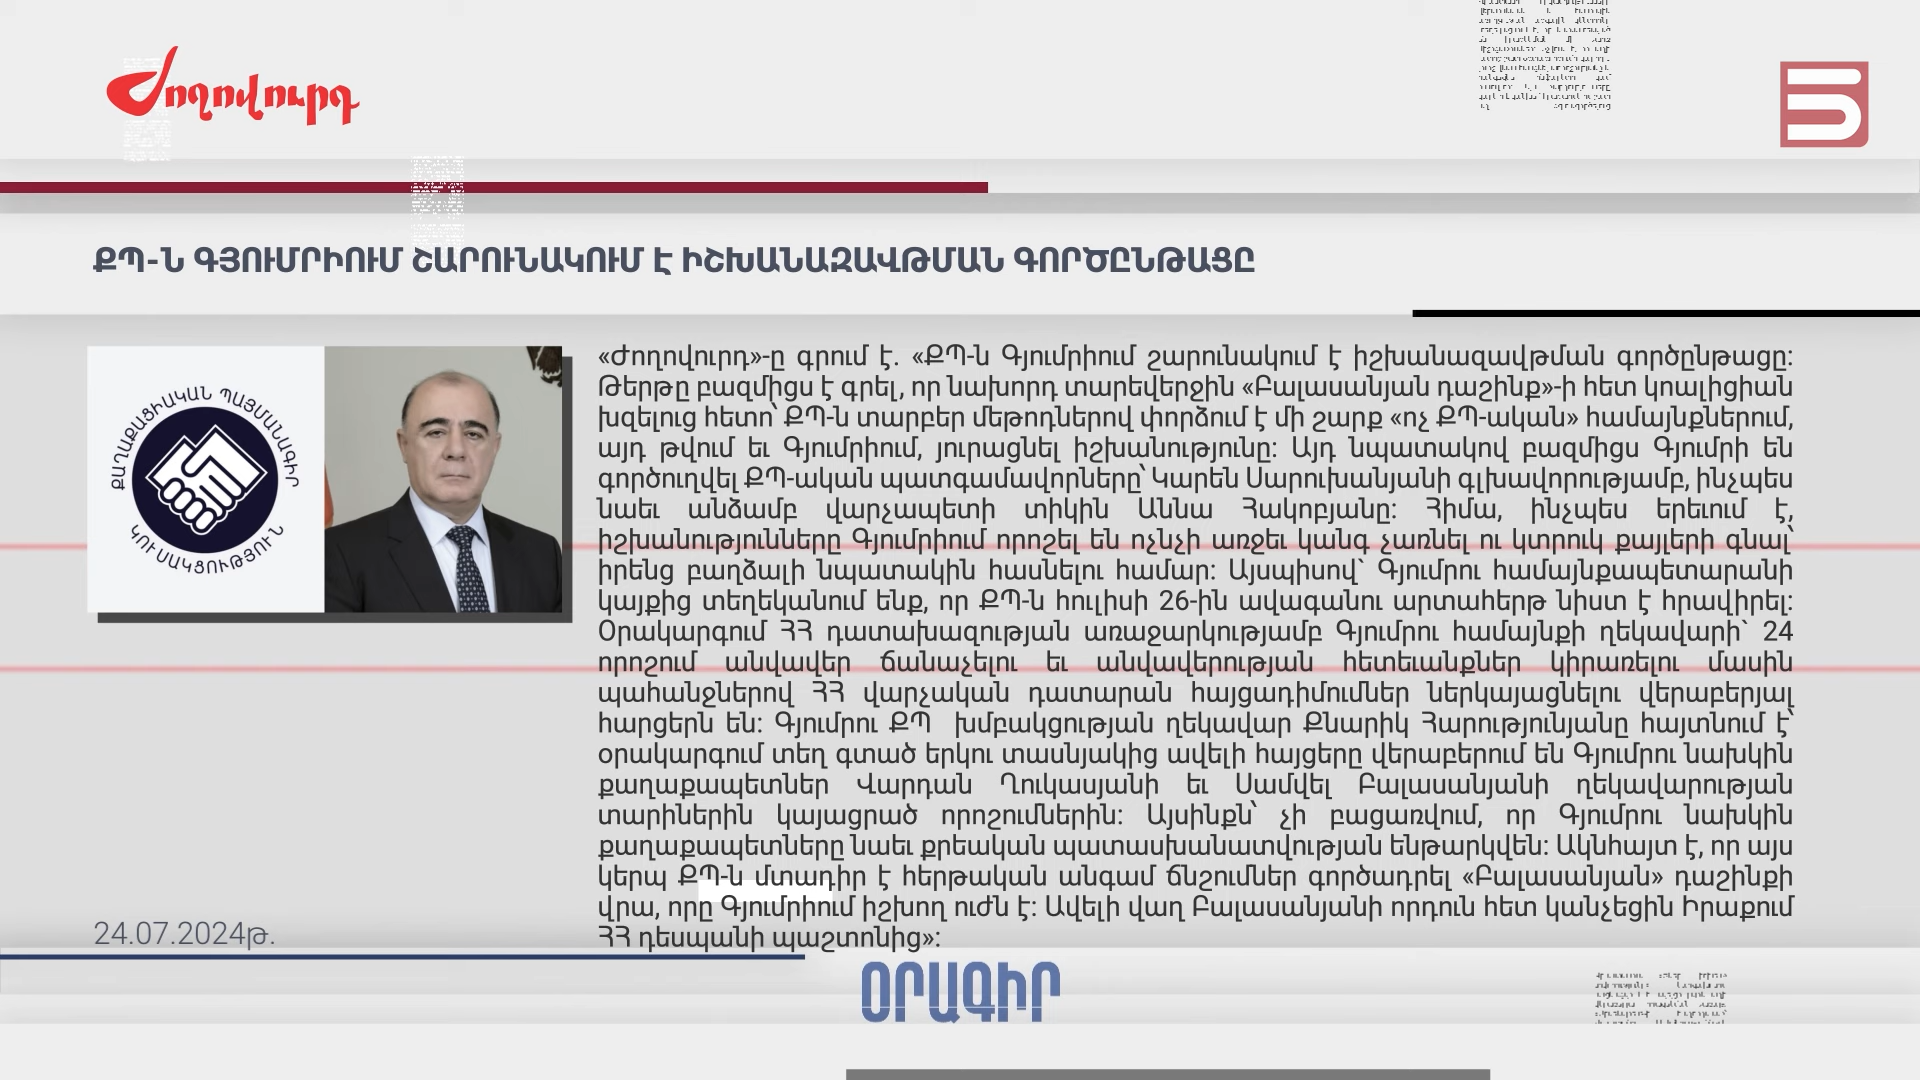 Ժողովուրդ
ՔՊ-Ն ԳՅՈՒՄՐԻՈՒՄ ՇԱՐՈՒՆԱԿՈՒՄ Է ԻՇԽԱՆԱԶԱՎԹՄԱՆ ԳՈՐԾԸՆԹԱՑԸ
ՔԱՂԱՔԱՑԻԱԿԱՆ ՊԱՅՄԱՆԱԳԻՐ
ԿՈՒՍԱԿՑՈՒԹՅՈՒՆ
«Ժողովուրդ»-ը գրում է. «ՔՊ-ն Գյումրիում շարունակում է իշխանազավթման գործընթացը։
Թերթը բազմիցս է գրել, որ նախորդ տարեվերջին «Բալասանյան դաշինք»-ի հետ կոալիցիան
խզելուց հետո՝ ՔՊ-ն տարբեր մեթոդներով փորձում է մի շարք «ոչ ՔՊ-ական» համայնքներում,
այդ թվում եւ Գյումրիում, յուրացնել իշխանությունը։ Այդ նպատակով բազմիցս Գյումրի են
գործուղվել ՔՊ-ական պատգամավորները՝ Կարեն Սարուխանյանի գլխավորությամբ, ինչպես
նաեւ անձամբ վարչապետի տիկին Աննա Հակոբյանը։ Հիմա, ինչպես երեւում է,
իշխանությունները Գյումրիում որոշել են ոչնչի առջեւ կանգ չառնել ու կտրուկ քայլերի գնալ՝
իրենց բաղձալի նպատակին հասնելու համար։ Այսպիսով՝ Գյումրու համայնքապետարանի
կայքից տեղեկանում ենք, որ ՔՊ-ն հուլիսի 26-ին ավագանու արտահերթ նիստ է հրավիրել։
Օրակարգում ՀՀ դատախազության առաջարկությամբ Գյումրու համայնքի ղեկավարի՝ 24
որոշում անվավեր ճանաչելու եւ անվավերության հետեւանքներ կիրառելու մասին
պահանջներով ՀՀ վարչական դատարան հայցադիմումներ ներկայացնելու վերաբերյալ
հարցերն են։ Գյումրու ՔՊ խմբակցության ղեկավար Քնարիկ Հարությունյանը հայտնում է՝
օրակարգում տեղ գտած երկու տասնյակից ավելի հայցերը վերաբերում են Գյումրու նախկին
քաղաքապետներ Վարդան Ղուկասյանի եւ Սամվել Բալասանյանի ղեկավարության
տարիներին կայացրած որոշումներին։ Այսինքն՝ չի բացառվում, որ Գյումրու նախկին
քաղաքապետները նաեւ քրեական պատասխանատվության ենթարկվեն։ Ակնհայտ է, որ այս
կերպ ՔՊ-ն մտադիր է հերթական անգամ ճնշումներ գործադրել «Բալասանյան» դաշինքի
վրա, որը Գյումրիում իշխող ուժն է։ Ավելի վաղ Բալասանյանի որդուն հետ կանչեցին Իրաքում
ՀՀ դեսպանի պաշտոնից»։
24.07.2024թ.
ՕՐԱԳԻՐ